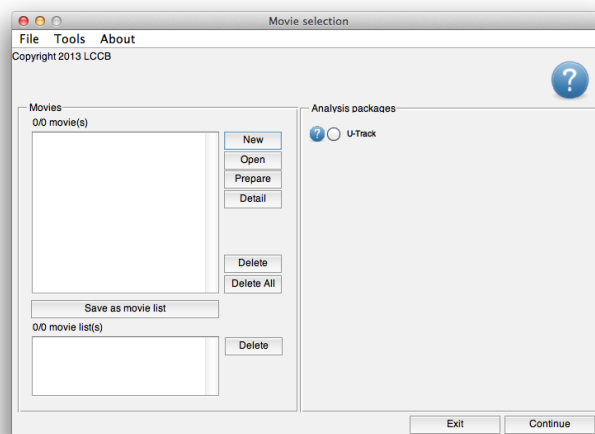 Movie selection
File Tools About
Copyright 2013 LCCB
?
Movies
0/0 movie(s)
New
Open
Prepare
Detail
Delete
Delete All
Save as movie list
0/0 movie list(s)
Delete
Analysis packages
? U-Track
Exit
Continue